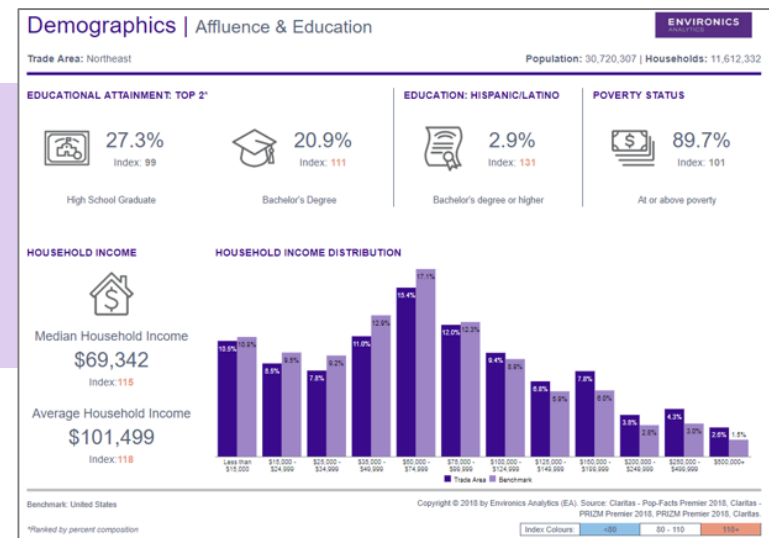 Demographics | Affluence & Education
ENVIRONICS
ANALYTICS
Trade Area: Northeast
Population: 30,720,307 | Households: 11,612,332
EDUCATIONAL ATTAINMENT: TOP 2*
27.3%
Index: 99
High School Graduate
20.9%
Index: 111
Bachelor's Degree
EDUCATION: HISPANIC/LATINO
2.9%
Index: 131
Bachelor's degree or higher
POVERTY STATUS
89.7%
Index: 101
At or above poverty
HOUSEHOLD INCOME
Median Household Income
$69,342
Index:115
Average Household Income
$101,499
Index:118
HOUSEHOLD INCOME DISTRIBUTION
10.5% 10.9%
8.5% 9.5%
7.8% 9.2%
11.0% 12.9%
15.4% 17.1%
12.0% 12.3%
9.4% 8.9%
6.8% 5.9%
7.8% 6.0%
3.8% 2.8%
4.3% 3.0%
2.6% 1.5%
Less than $15,000
$15,000 - $24,999
$25,000 - $34,999
$35,000 - $49,999
$50,000 - $74,999
$75,000 - $99,999
$100,000 - $124,999
$125,000 - $149,999
$150,000 - $199,999
$200,000 - $249,999
$250,000 - $499,999
$500,000+
Trade Area Benchmark
Benchmark: United States
Copyright © 2018 by Environics Analytics (EA). Source: Claritas - Pop-Facts Premier 2018, Claritas -
PRIZM Premier 2018, PRIZM Premier 2018, Claritas.
*Ranked by percent composition
Index Colours: <80 80 - 110 110+